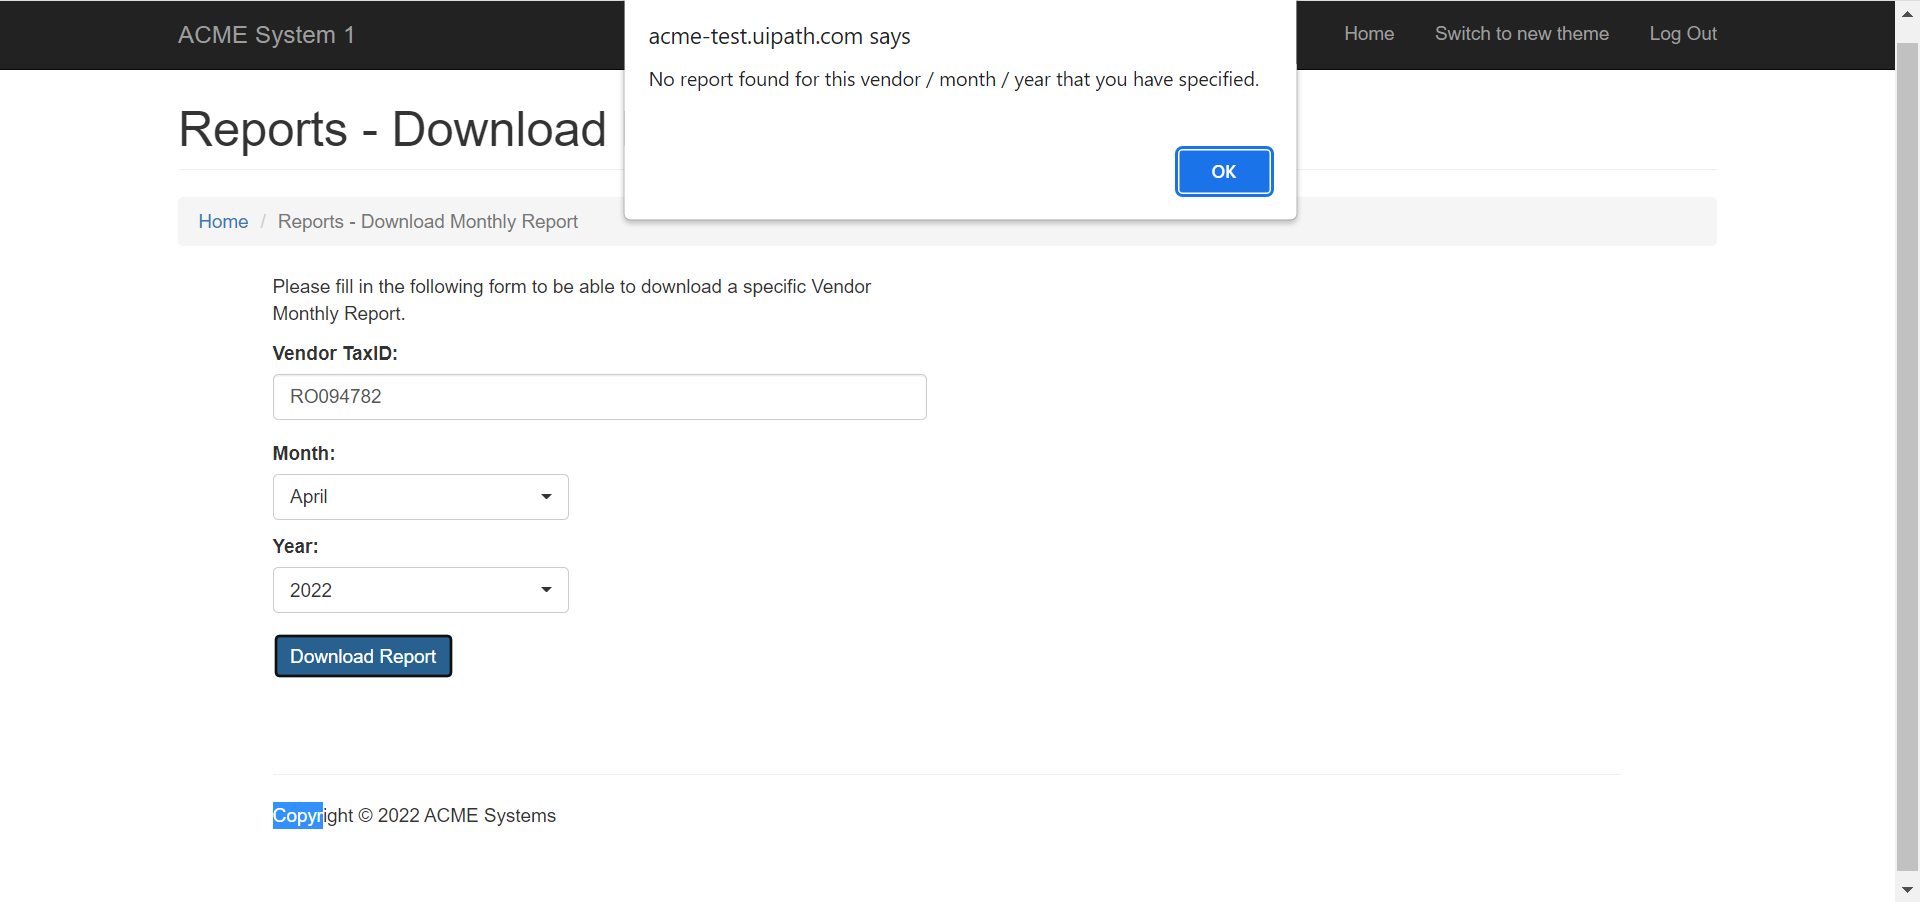 ACME System 1
acme-test.uipath.com says
No report found for this vendor / month / year that you have specified.
OK
Home Switch to new theme Log Out
Reports - Download
Home / Reports - Download Monthly Report
Please fill in the following form to be able to download a specific Vendor
Monthly Report.
Vendor TaxID:
RO094782
Month:
April
Year:
2022
Download Report
Copyright © 2022 ACME Systems